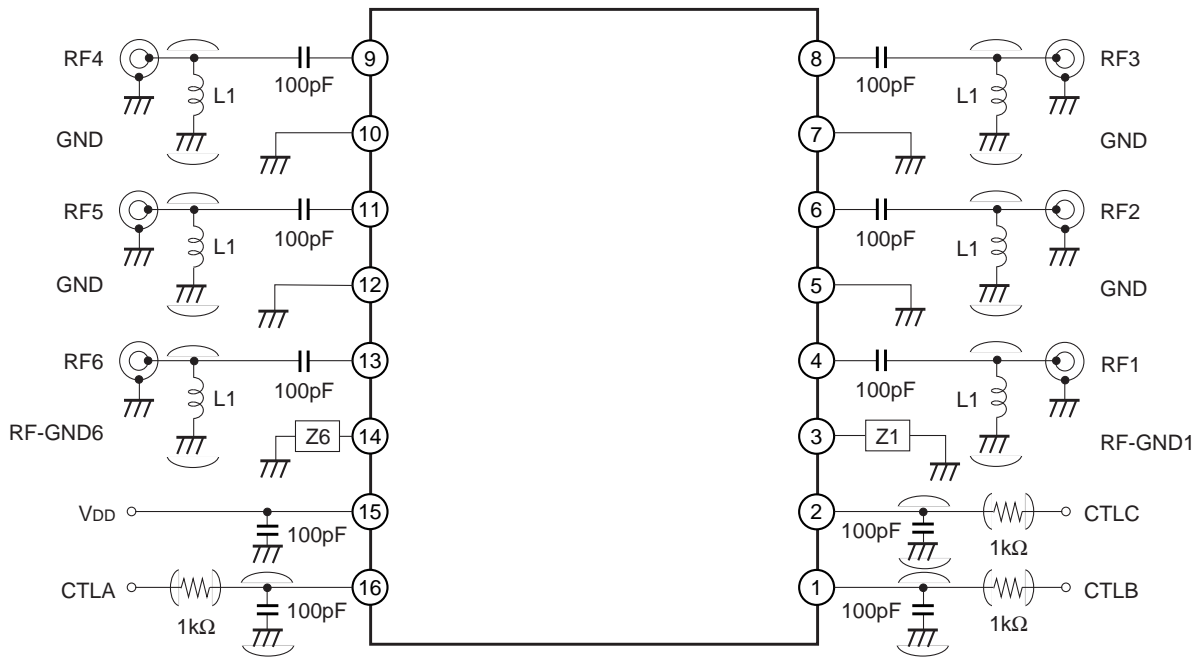 RF4
100pF
9
8
100pF
RF3
L1
L1
GND
10
7
GND
RF5
100pF
11
6
100pF
RF2
L1
L1
GND
12
5
GND
RF6
100pF
13
4
100pF
RF1
L1
L1
RF-GND6
Z6
14
3
Z1
RF-GND1
VDD
100pF
15
2
100pF
1kΩ
CTLC
CTLA
1kΩ
100pF
16
1
100pF
1kΩ
CTLB